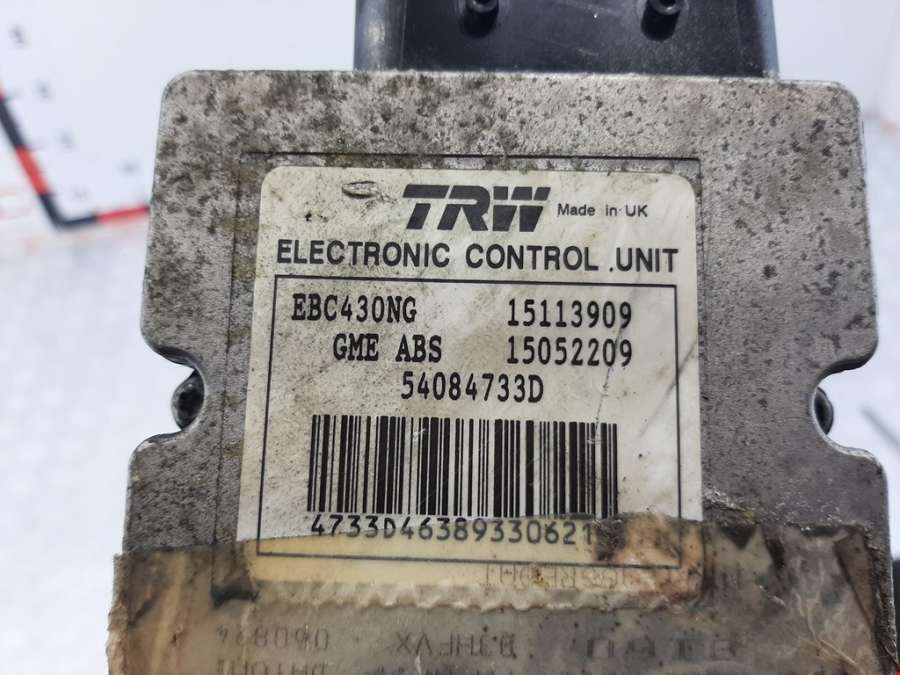 TRW Made in UK
ELECTRONIC CONTROL UNIT
EBC430NG 15113909
GME ABS 15052209
54084733D
4733D46389330621